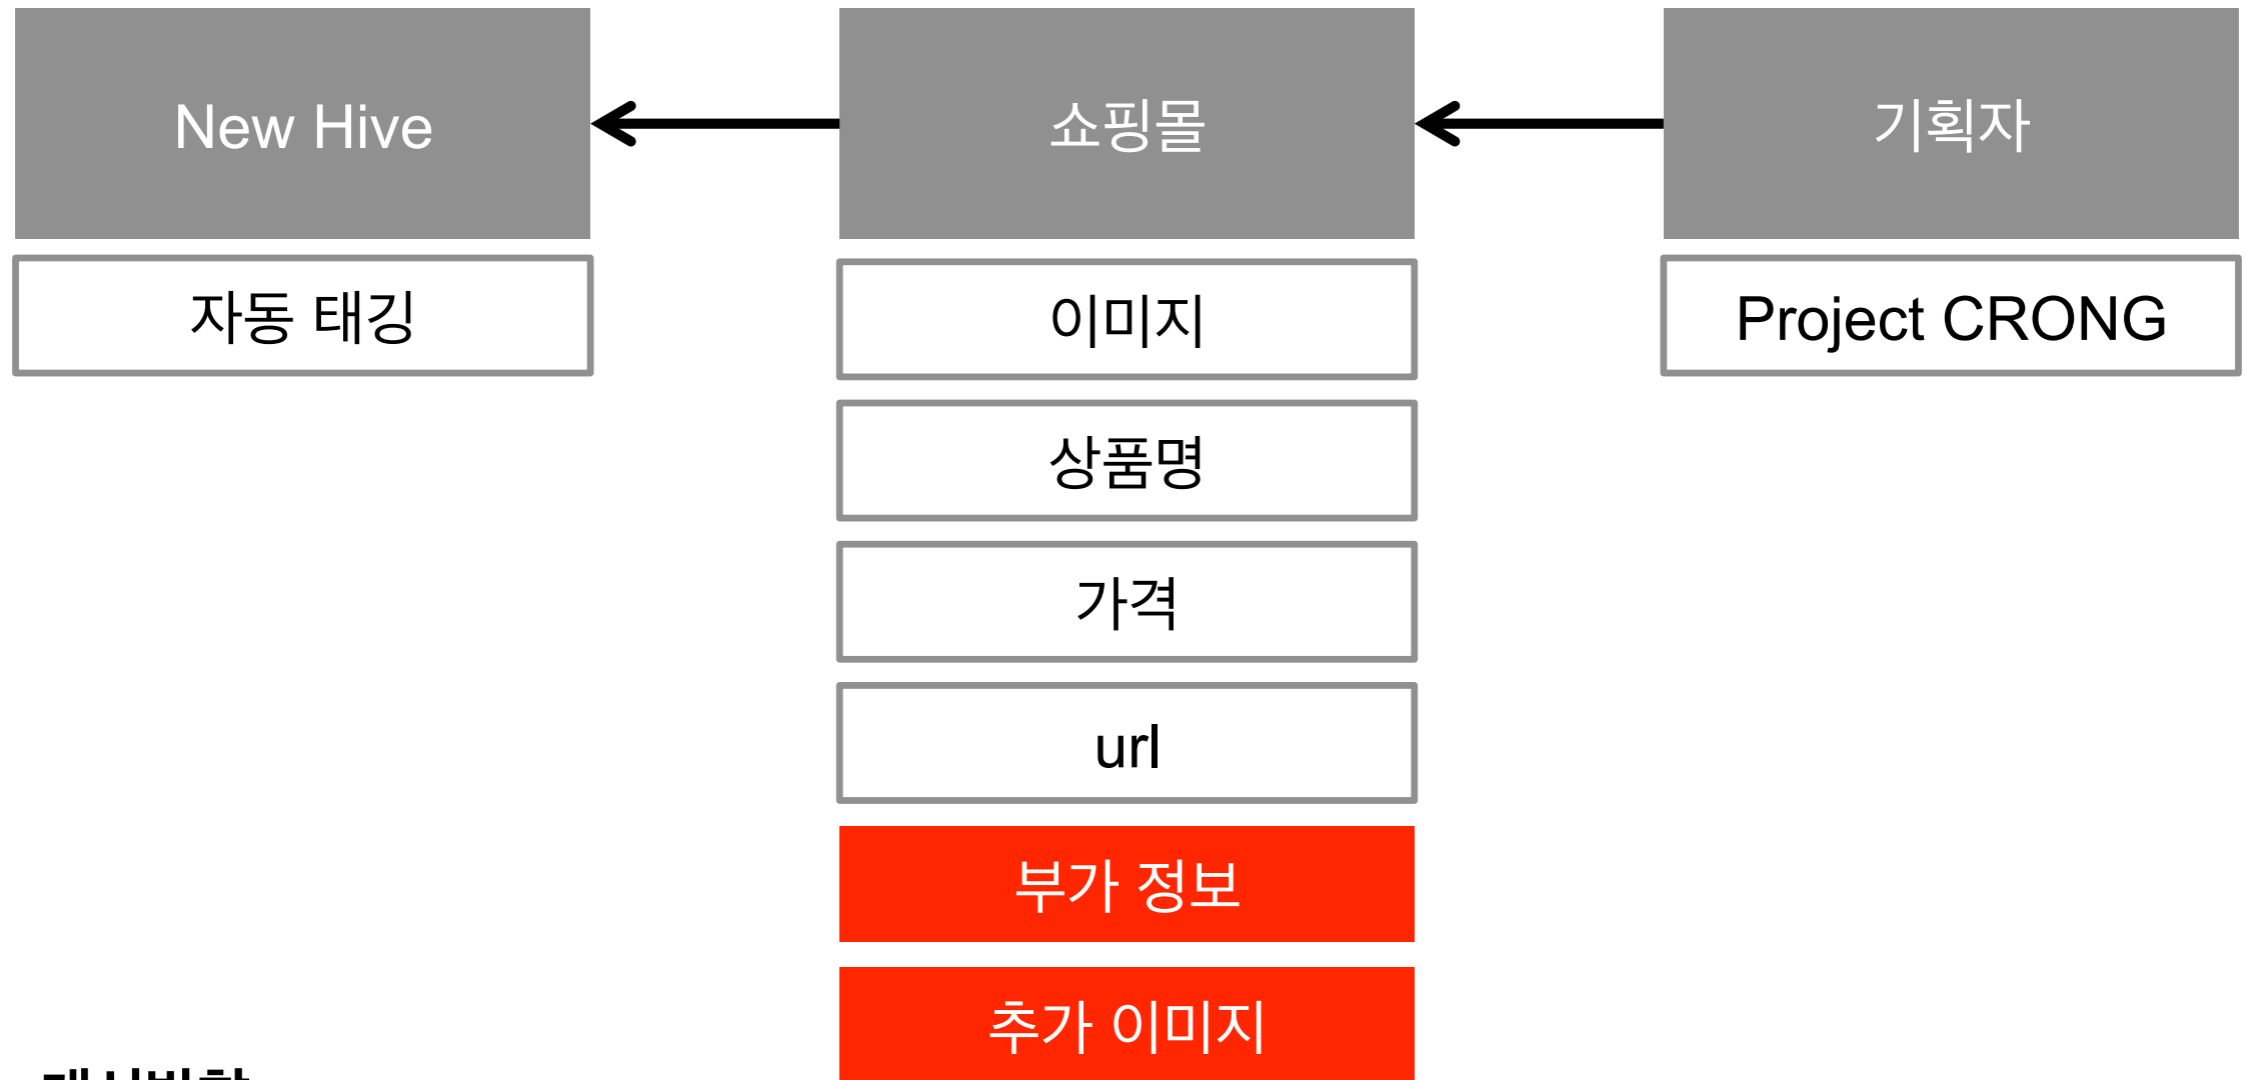 New Hive
쇼핑몰
기획자
자동 태깅
이미지
Project CRONG
상품명
가격
url
부가 정보
추가 이미지